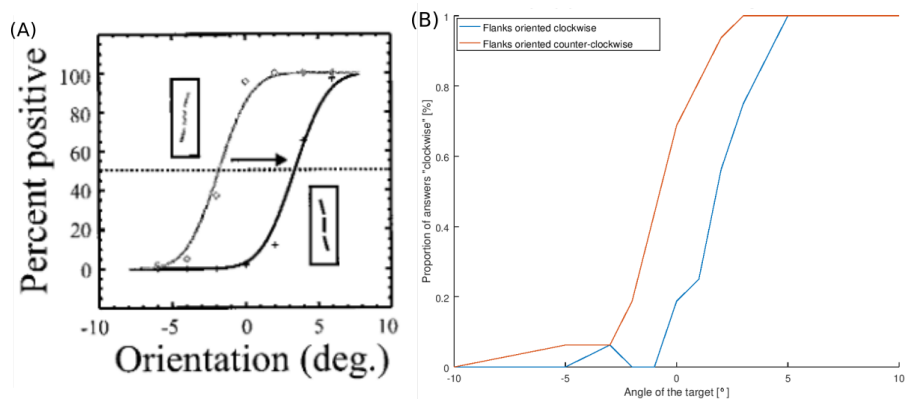 (A)
Percent positive
100
80
60
40
20
0
-10
-5
0
5
10
Orientation (deg.)
(B)
Flanks oriented clockwise
Flanks oriented counter-clockwise
Proportion of answers "clockwise" [%]
1
0.8
0.6
0.4
0.2
0
-10
-5
0
5
10
Angle of the target [°]